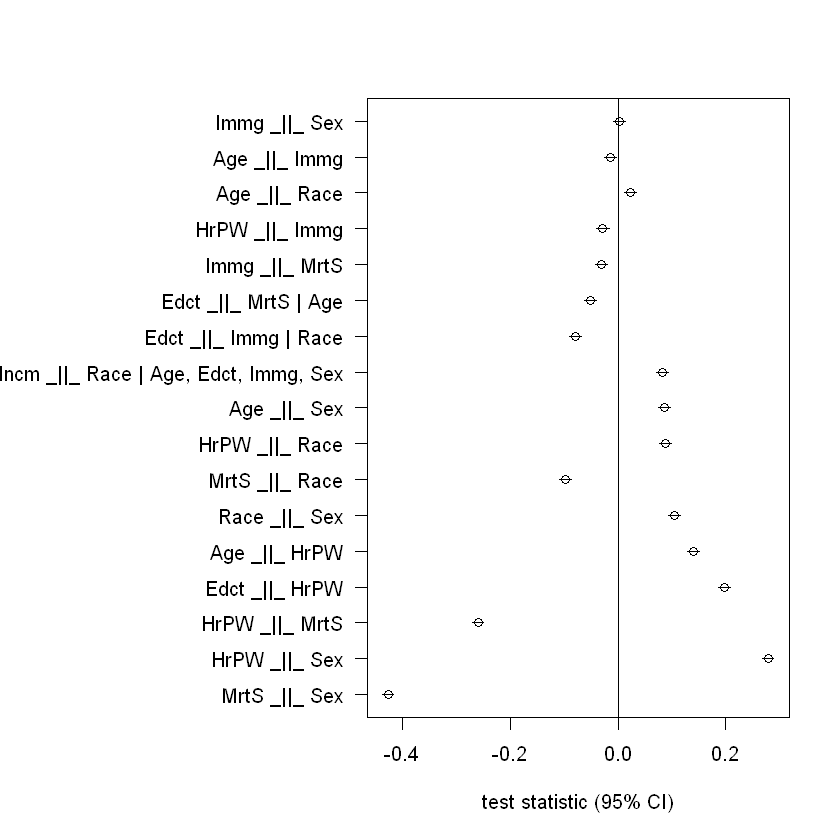 Immg _||_ Sex
Age _||_ Immg
Age _||_ Race
HrPW _||_ Immg
Immg _||_ MrtS
Edct _||_ MrtS | Age
Edct _||_ Immg | Race
Incm _||_ Race | Age, Edct, Immg, Sex
Age _||_ Sex
HrPW _||_ Race
MrtS _||_ Race
Race _||_ Sex
Age _||_ HrPW
Edct _||_ HrPW
HrPW _||_ MrtS
HrPW _||_ Sex
MrtS _||_ Sex
-0.4 -0.2 0.0 0.2
test statistic (95% CI)